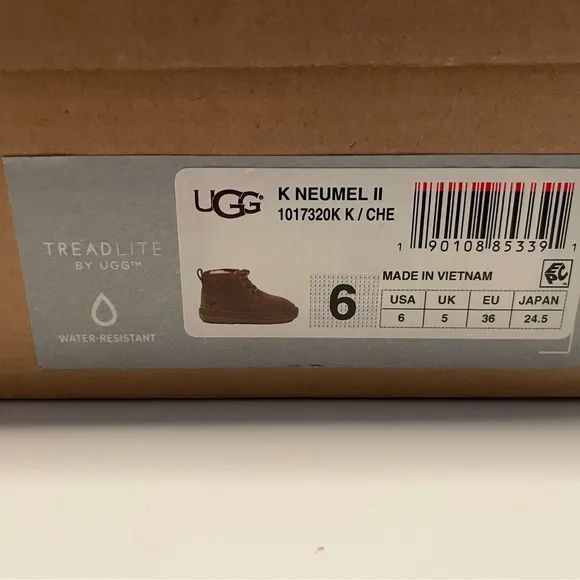 TREADLITE
BY UGG™
WATER-RESISTANT
UGG®
K NEUMEL II
1017320K K / CHE
1 90108 85339 1
MADE IN VIETNAM
EPC
6
USA UK EU JAPAN
6 5 36 24.5